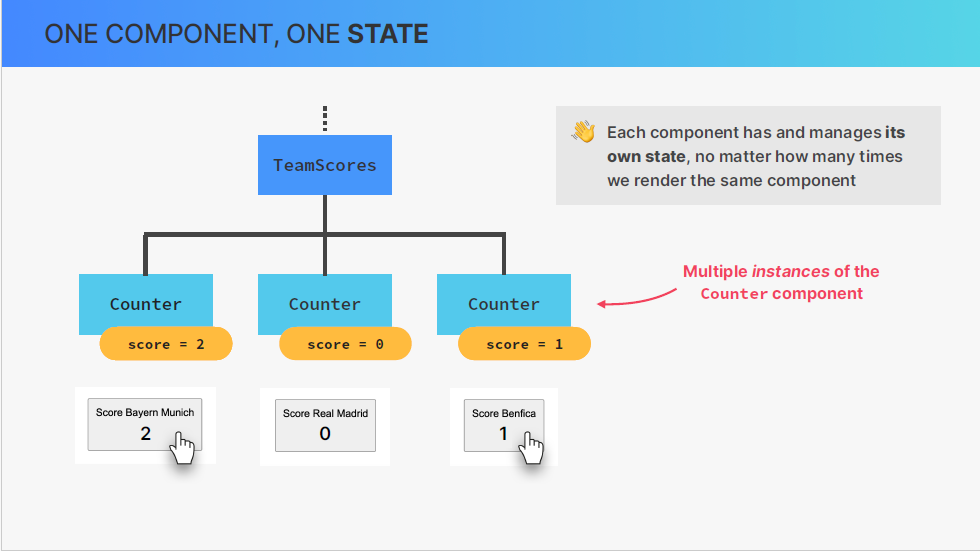 ONE COMPONENT, ONE STATE
TeamScores
👋 Each component has and manages its
own state, no matter how many times
we render the same component
Multiple instances of the
Counter component
Counter
Counter
Counter
score = 2
score = 0
score = 1
Score Bayern Munich
2
Score Real Madrid
0
Score Benfica
1